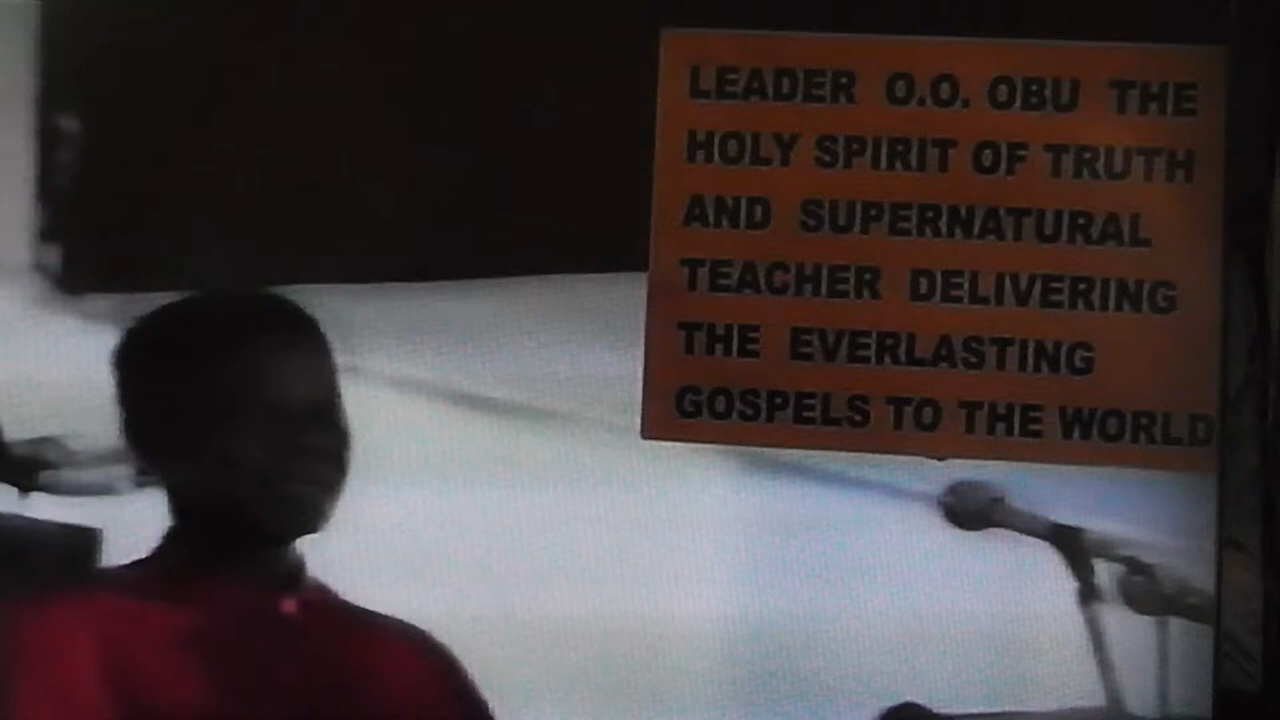 LEADER O.O. OBU THE
HOLY SPIRIT OF TRUTH
AND SUPERNATURAL
TEACHER DELIVERING
THE EVERLASTING
GOSPELS TO THE WORLD